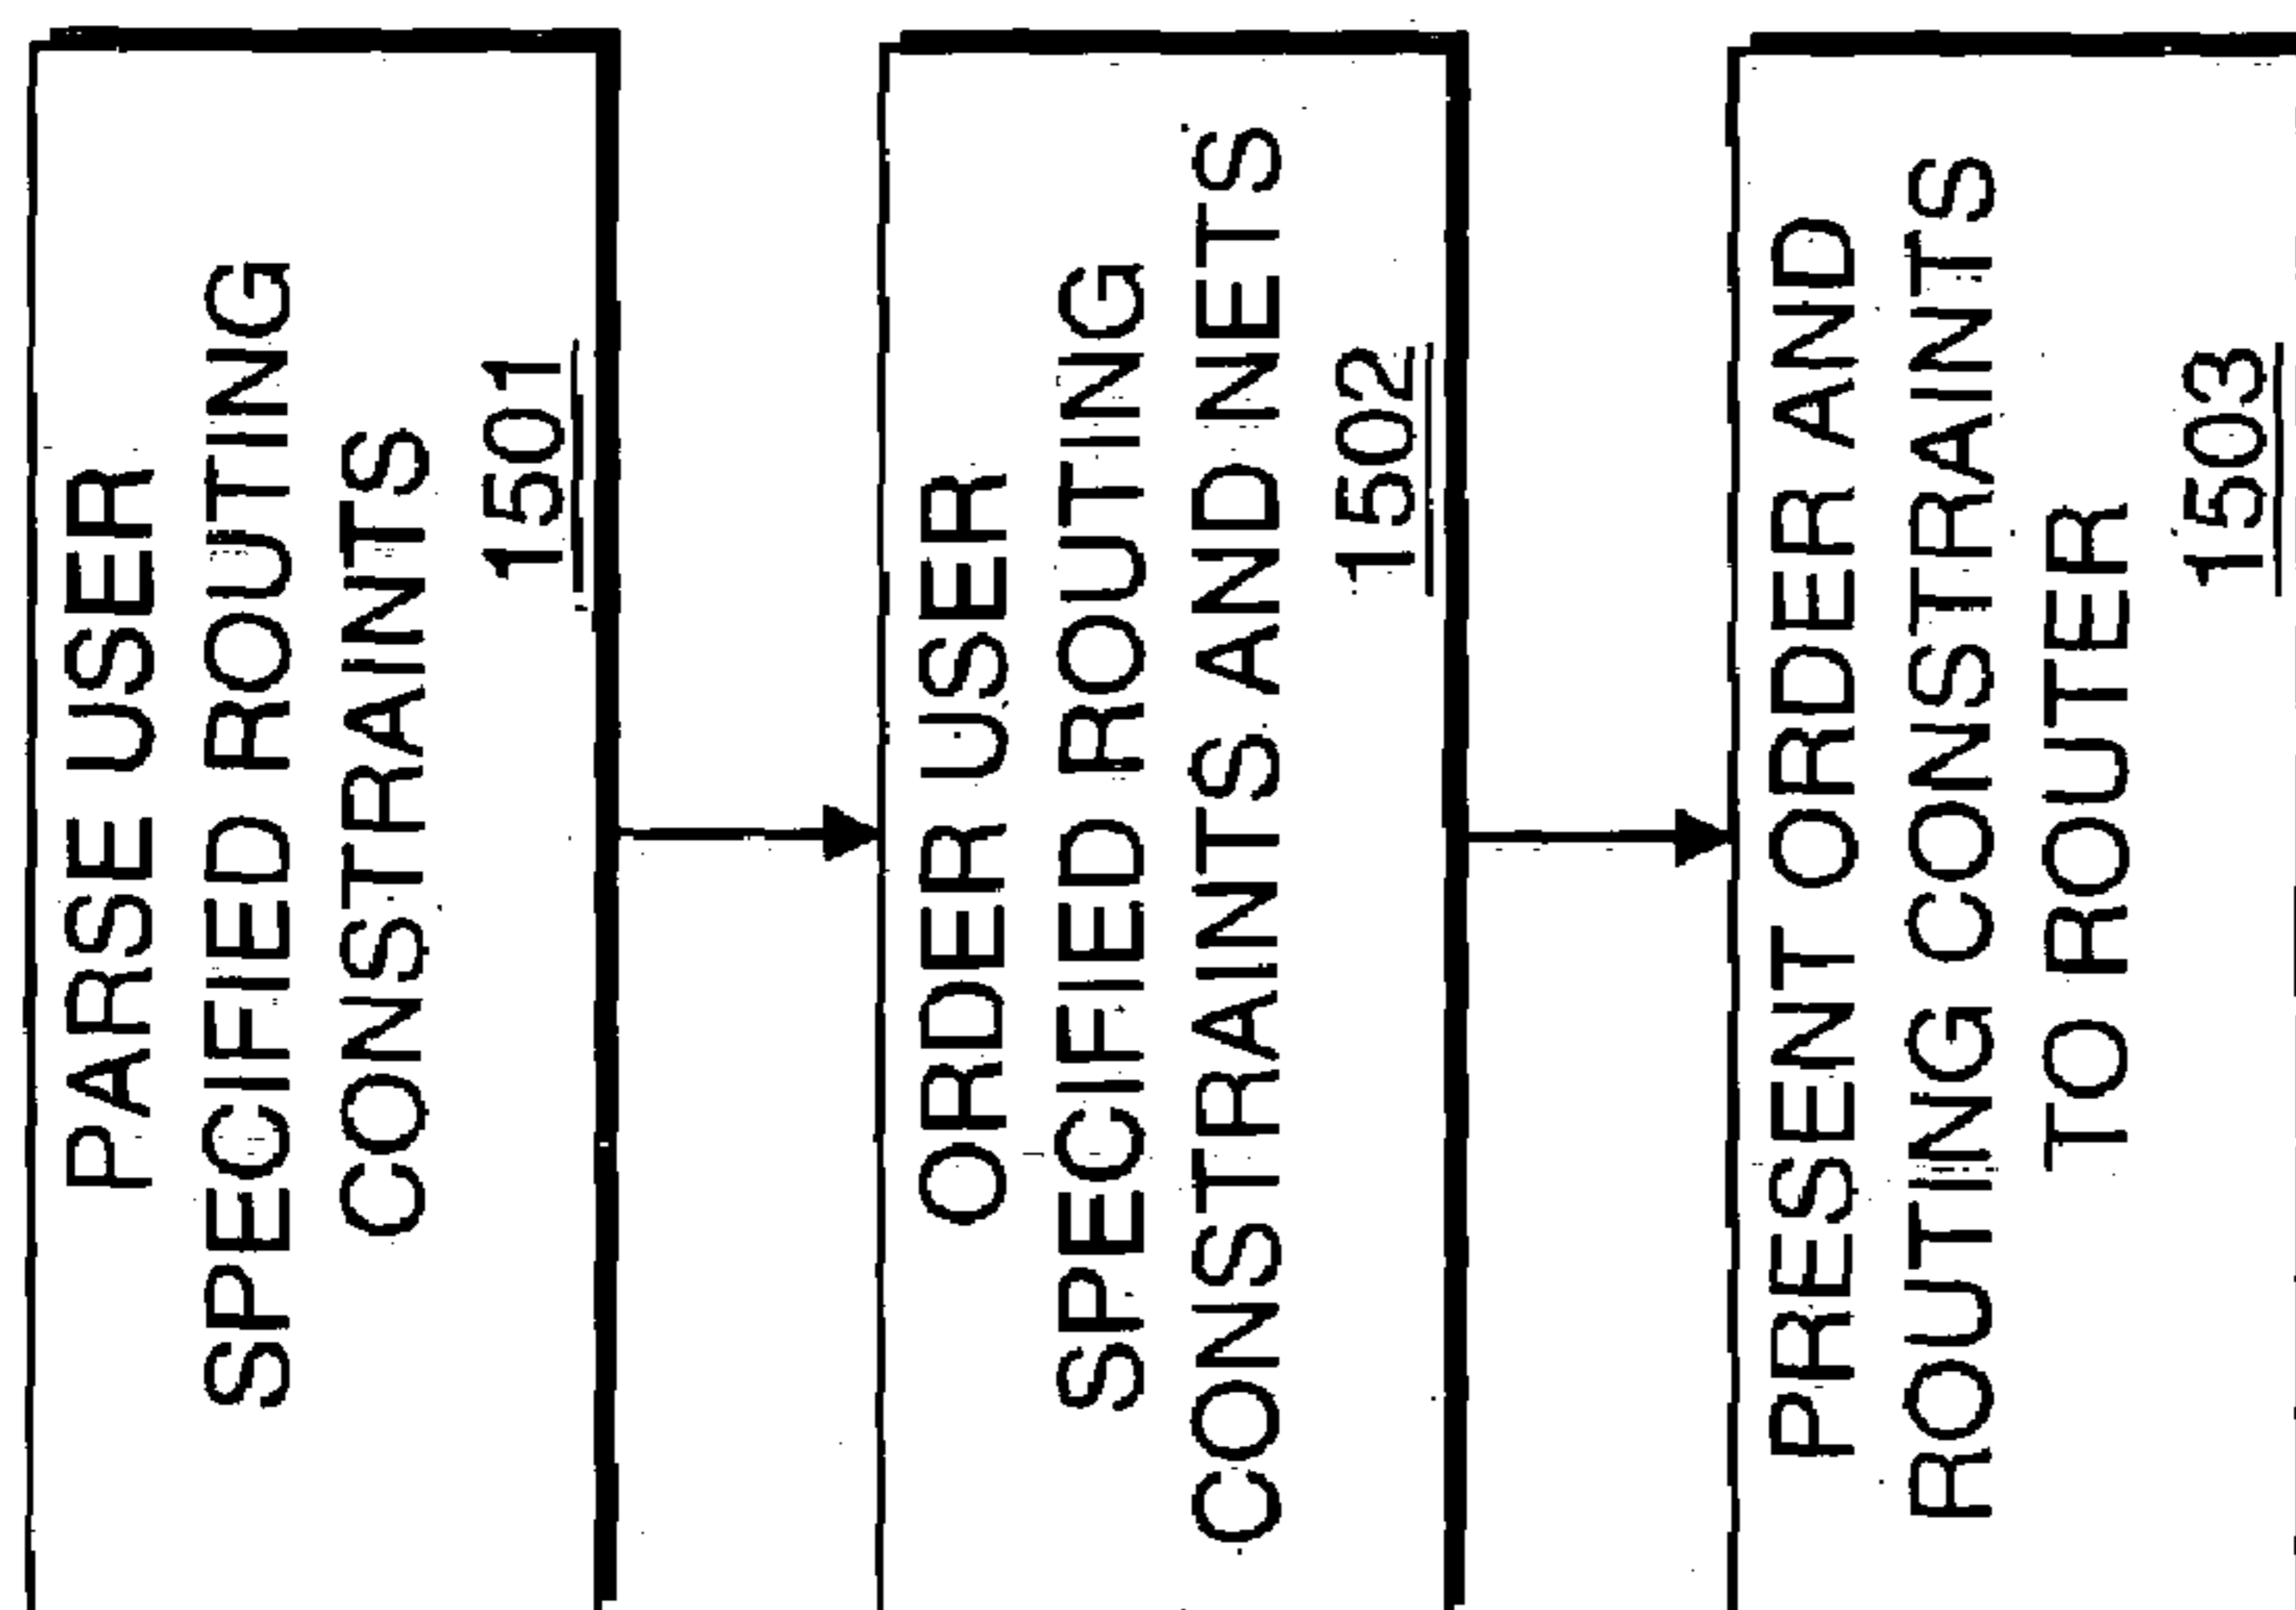 PARSE USER
SPECIFIED ROUTING
CONSTRAINTS
1501
ORDER USER
SPECIFIED ROUTING
CONSTRAINTS AND NETS
1502
PRESENT ORDER AND
ROUTING CONSTRAINTS
TO ROUTER
1503